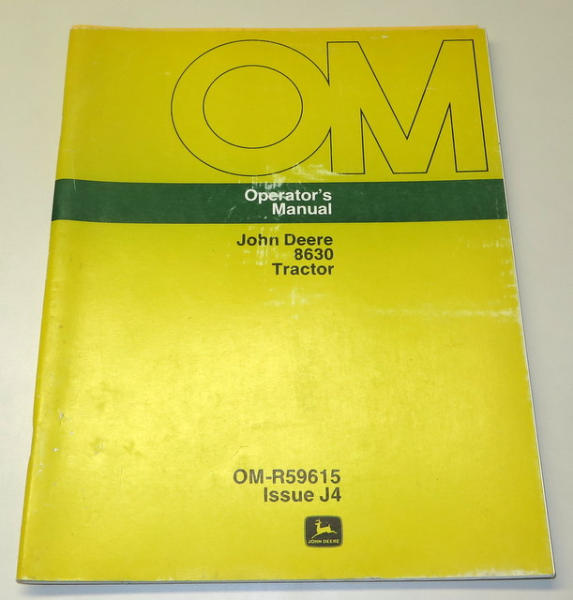 OM
Operator's
Manual
John Deere
8630
Tractor
OM-R59615
Issue J4
JOHN DEERE